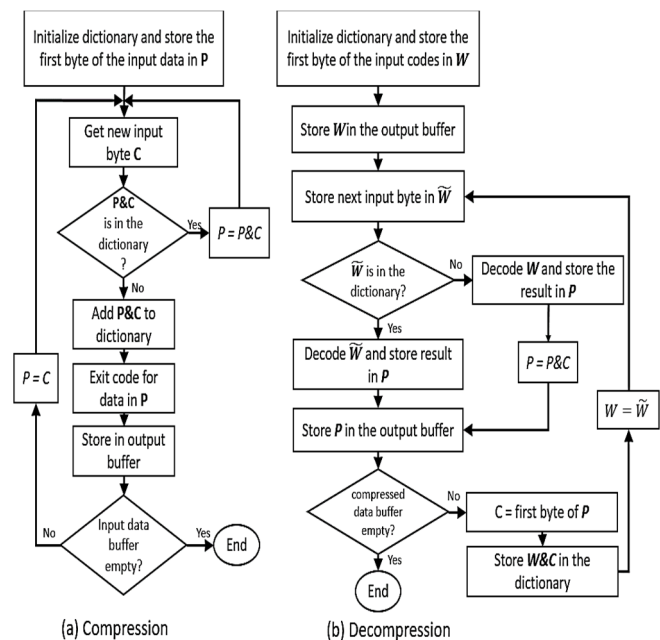 Initialize dictionary and store the
first byte of the input data in P
Get new input
byte C
P&C
is in the
dictionary
?
Yes
P = P&C
No
Add P&C to
dictionary
P = C
Exit code for
data in P
Store in output
buffer
No
Input data
buffer
empty?
Yes
End
(a) Compression
Initialize dictionary and store the
first byte of the input codes in W
Store Win the output buffer
Store next input byte in W̃
W̃ is in the
dictionary?
No
Decode W and store the
result in P
Yes
Decode W̃ and store result
in P
P = P&C
W = W̃
Store P in the output buffer
compressed
data buffer
empty?
No
C = first byte of P
Yes
Store W&C in the
dictionary
End
(b) Decompression